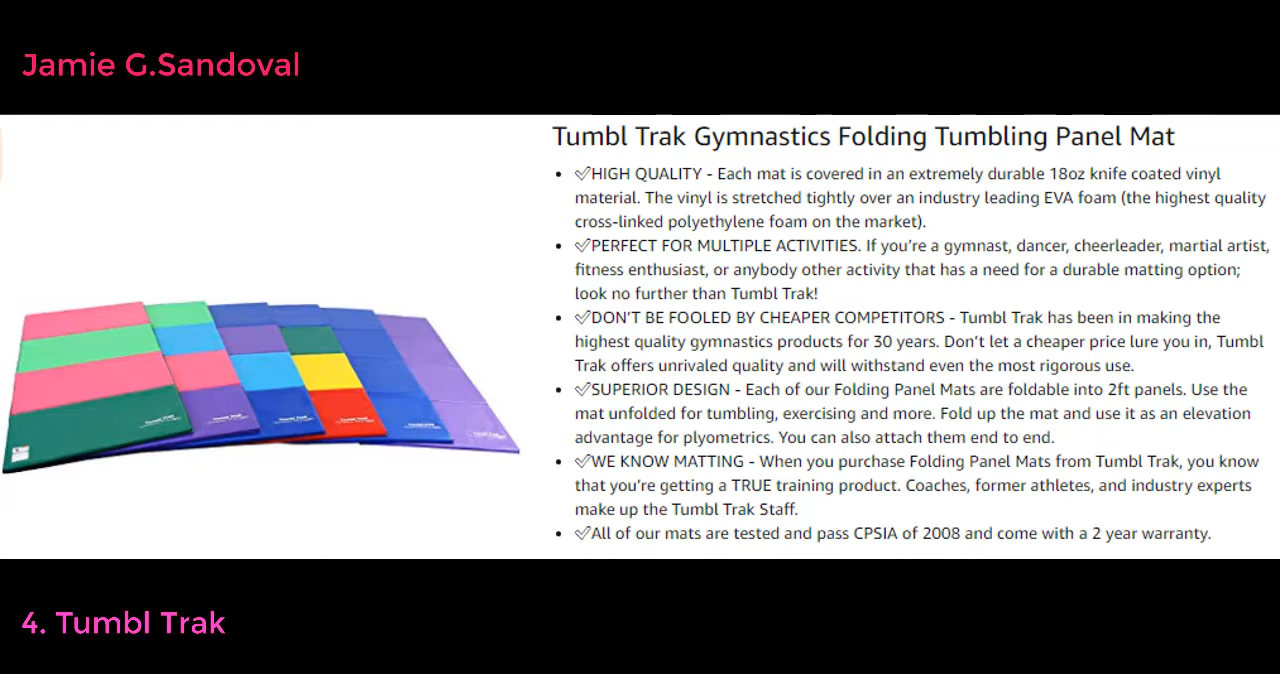 Jamie G.Sandoval
Tumbl Trak Gymnastics Folding Tumbling Panel Mat
• ✓HIGH QUALITY - Each mat is covered in an extremely durable 18oz knife coated vinyl
material. The vinyl is stretched tightly over an industry leading EVA foam (the highest quality
cross-linked polyethylene foam on the market).
• ✓PERFECT FOR MULTIPLE ACTIVITIES. If you’re a gymnast, dancer, cheerleader, martial artist,
fitness enthusiast, or anybody other activity that has a need for a durable matting option;
look no further than Tumbl Trak!
• ✓DON’T BE FOOLED BY CHEAPER COMPETITORS - Tumbl Trak has been in making the
highest quality gymnastics products for 30 years. Don’t let a cheaper price lure you in, Tumbl
Trak offers unrivaled quality and will withstand even the most rigorous use.
• ✓SUPERIOR DESIGN - Each of our Folding Panel Mats are foldable into 2ft panels. Use the
mat unfolded for tumbling, exercising and more. Fold up the mat and use it as an elevation
advantage for plyometrics. You can also attach them end to end.
• ✓WE KNOW MATTING - When you purchase Folding Panel Mats from Tumbl Trak, you know
that you’re getting a TRUE training product. Coaches, former athletes, and industry experts
make up the Tumbl Trak Staff.
• ✓All of our mats are tested and pass CPSIA of 2008 and come with a 2 year warranty.
4. Tumbl Trak